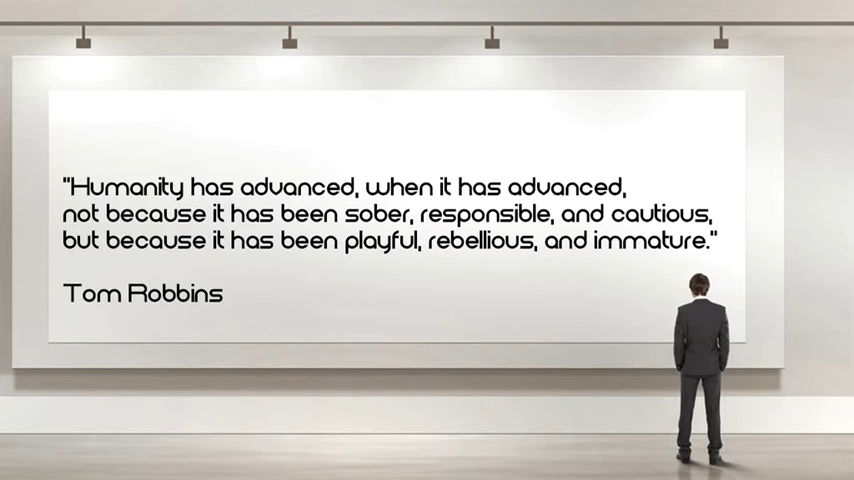 "Humanity has advanced, when it has advanced,
not because it has been sober, responsible, and cautious,
but because it has been playful, rebellious, and immature."
Tom Robbins